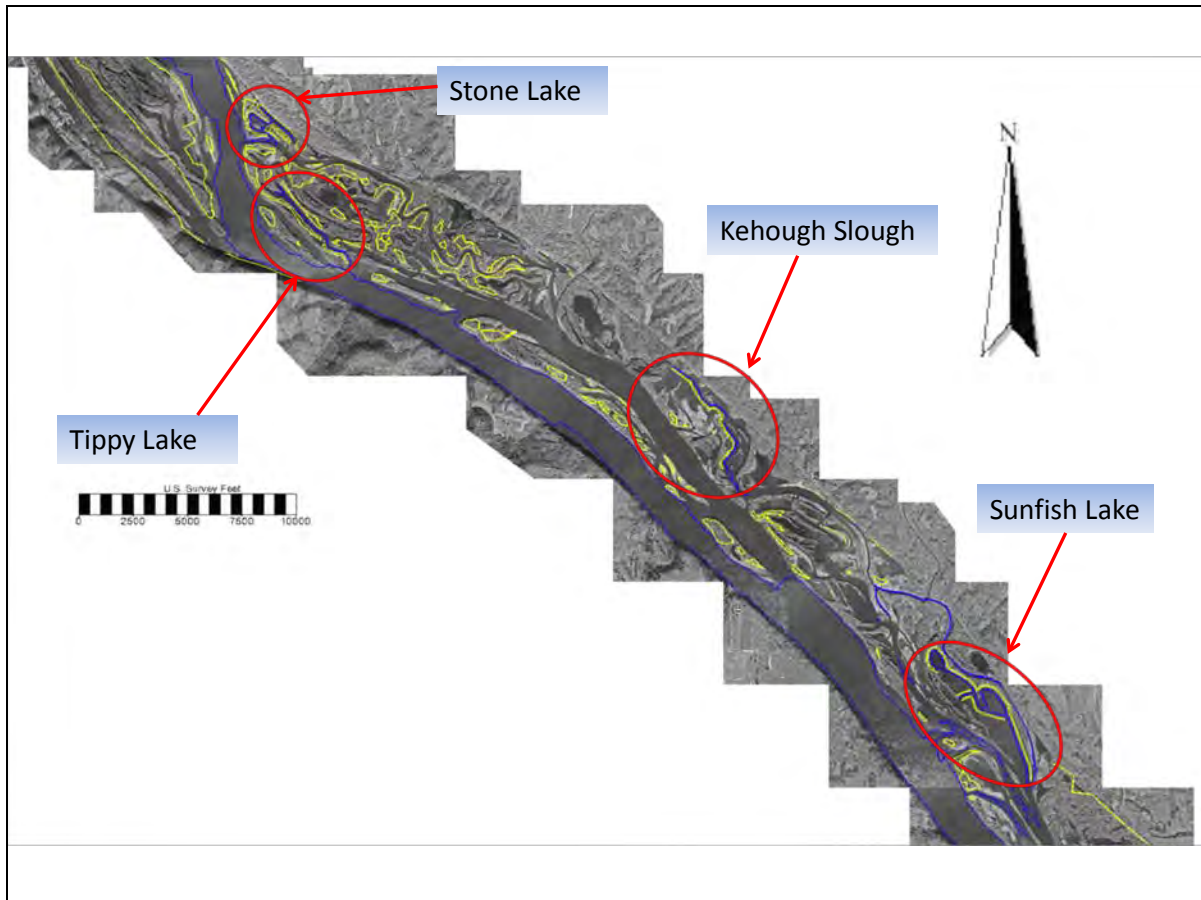 Stone Lake
N
Kehough Slough
Tippy Lake
U.S. Survey Feet
0 2500 5000 7500 10000
Sunfish Lake